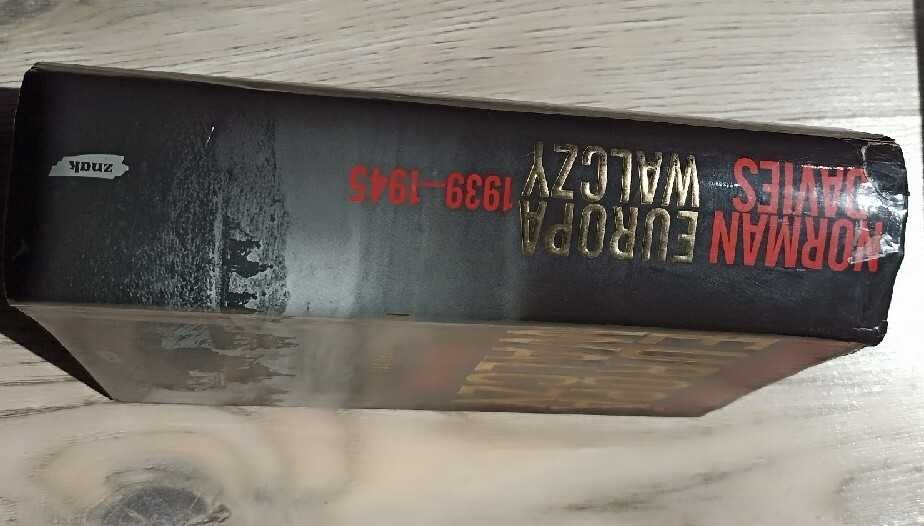 NORMAN
DAVIES
EUROPA
WALCZY
1939–1945
znak